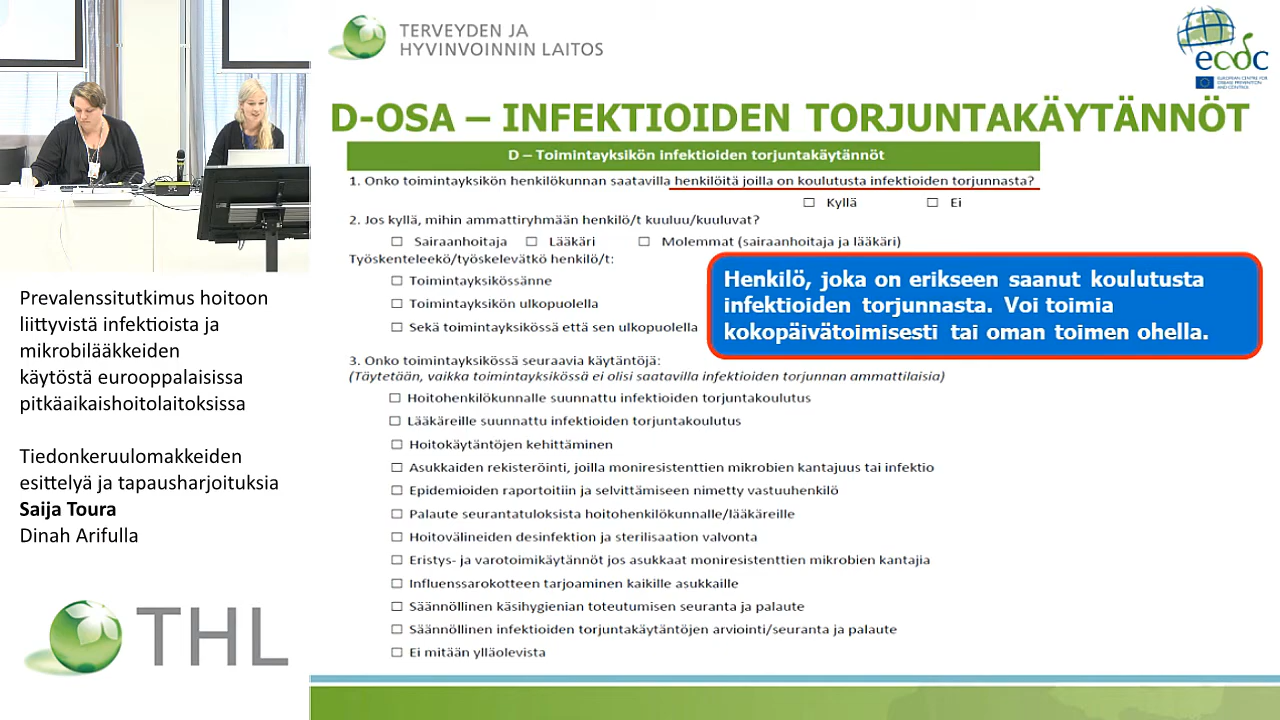 TERVEYDEN JA
HYVINVOINNIN LAITOS
ecdc
EUROPEAN CENTRE FOR
DISEASE PREVENTION
AND CONTROL
D-OSA – INFEKTIOIDEN TORJUNTAKÄYTÄNNÖT
D – Toimintayksikön infektioiden torjuntakäytännöt
1. Onko toimintayksikön henkilökunnan saatavilla henkilöitä joilla on koulutusta infektioiden torjunnasta?
☐ Kyllä ☐ Ei
2. Jos kyllä, mihin ammattiryhmään henkilö/t kuuluu/kuuluvat?
☐ Sairaanhoitaja ☐ Lääkäri ☐ Molemmat (sairaanhoitaja ja lääkäri)
Työskenteleekö/työskelevätkö henkilö/t:
☐ Toimintayksikössänne
☐ Toimintayksikön ulkopuolella
☐ Sekä toimintayksikössä että sen ulkopuolella
Henkilö, joka on erikseen saanut koulutusta
infektioiden torjunnasta. Voi toimia
kokopäivätoimisesti tai oman toimen ohella.
3. Onko toimintayksikössä seuraavia käytäntöjä:
(Täytetään, vaikka toimintayksikössä ei olisi saatavilla infektioiden torjunnan ammattilaisia)
☐ Hoitohenkilökunnalle suunnattu infektioiden torjuntakoulutus
☐ Lääkäreille suunnattu infektioiden torjuntakoulutus
☐ Hoitokäytäntöjen kehittäminen
☐ Asukkaiden rekisteröinti, joilla moniresistenttien mikrobien kantajuus tai infektio
☐ Epidemioiden raportoitiin ja selvittämiseen nimetty vastuuhenkilö
☐ Palaute seurantatuloksista hoitohenkilökunnalle/lääkäreille
☐ Hoitovälineiden desinfektion ja sterilisaation valvonta
☐ Eristys- ja varotoimikäytännöt jos asukkaat moniresistenttien mikrobien kantajia
☐ Influenssarokotteen tarjoaminen kaikille asukkaille
☐ Säännöllinen käsihygienian toteutumisen seuranta ja palaute
☐ Säännöllinen infektioiden torjuntakäytäntöjen arviointi/seuranta ja palaute
☐ Ei mitään ylläolevista
Prevalenssitutkimus hoitoon
liittyvistä infektioista ja
mikrobilääkkeiden
käytöstä eurooppalaisissa
pitkäaikaishoitolaitoksissa
Tiedonkeruulomakkeiden
esittelyä ja tapausharjoituksia
Saija Toura
Dinah Arifulla
THL